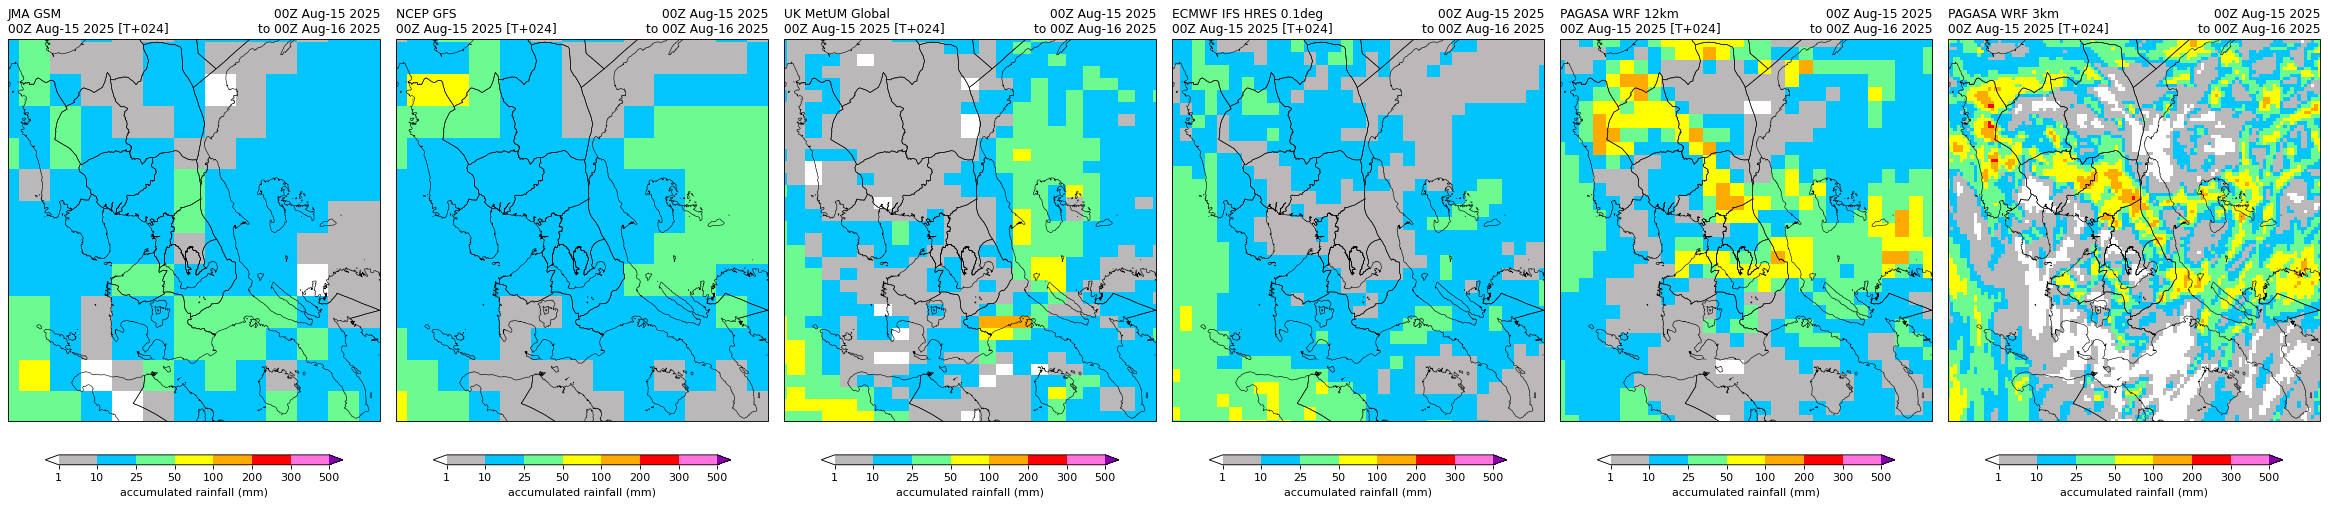 JMA GSM 00Z Aug-15 2025
00Z Aug-15 2025 [T+024] to 00Z Aug-16 2025
1 10 25 50 100 200 300 500
accumulated rainfall (mm)
NCEP GFS 00Z Aug-15 2025
00Z Aug-15 2025 [T+024] to 00Z Aug-16 2025
1 10 25 50 100 200 300 500
accumulated rainfall (mm)
UK MetUM Global 00Z Aug-15 2025
00Z Aug-15 2025 [T+024] to 00Z Aug-16 2025
1 10 25 50 100 200 300 500
accumulated rainfall (mm)
ECMWF IFS HRES 0.1deg 00Z Aug-15 2025
00Z Aug-15 2025 [T+024] to 00Z Aug-16 2025
1 10 25 50 100 200 300 500
accumulated rainfall (mm)
PAGASA WRF 12km 00Z Aug-15 2025
00Z Aug-15 2025 [T+024] to 00Z Aug-16 2025
1 10 25 50 100 200 300 500
accumulated rainfall (mm)
PAGASA WRF 3km 00Z Aug-15 2025
00Z Aug-15 2025 [T+024] to 00Z Aug-16 2025
1 10 25 50 100 200 300 500
accumulated rainfall (mm)